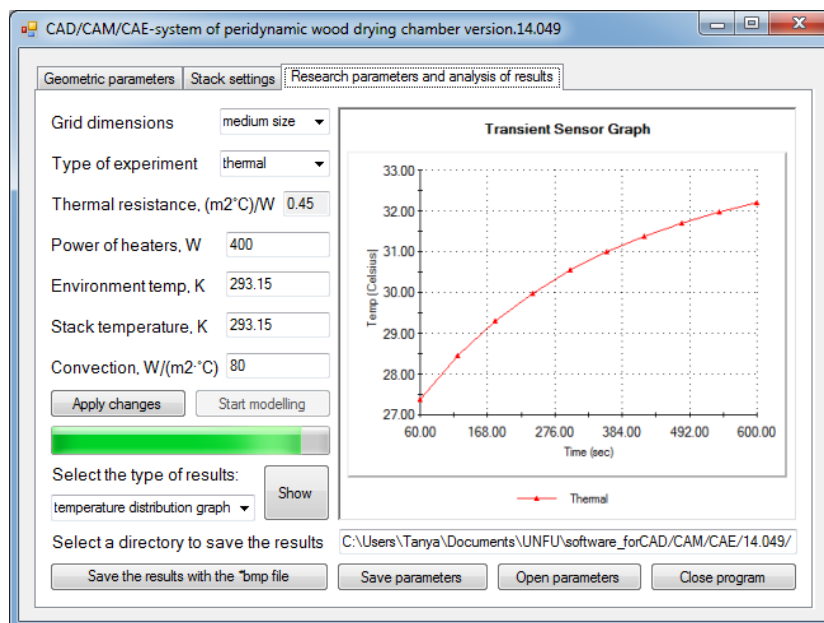 CAD/CAM/CAE-system of peridynamic wood drying chamber version.14.049
Geometric parameters
Stack settings
Research parameters and analysis of results
Grid dimensions
medium size
Type of experiment
thermal
Thermal resistance, (m2°C)/W
0.45
Power of heaters, W
400
Environment temp, K
293.15
Stack temperature, K
293.15
Convection, W/(m2·°C)
80
Apply changes
Start modelling
Select the type of results:
temperature distribution graph
Show
Select a directory to save the results
Save the results with the *bmp file
Transient Sensor Graph
33.00
32.00
31.00
30.00
29.00
28.00
27.00
Temp [Celsius]
60.00
168.00
276.00
384.00
492.00
600.00
Time (sec)
Thermal
C:\Users\Tanya\Documents\UNFU\software_forCAD/CAM/CAE/14.049/
Save parameters
Open parameters
Close program